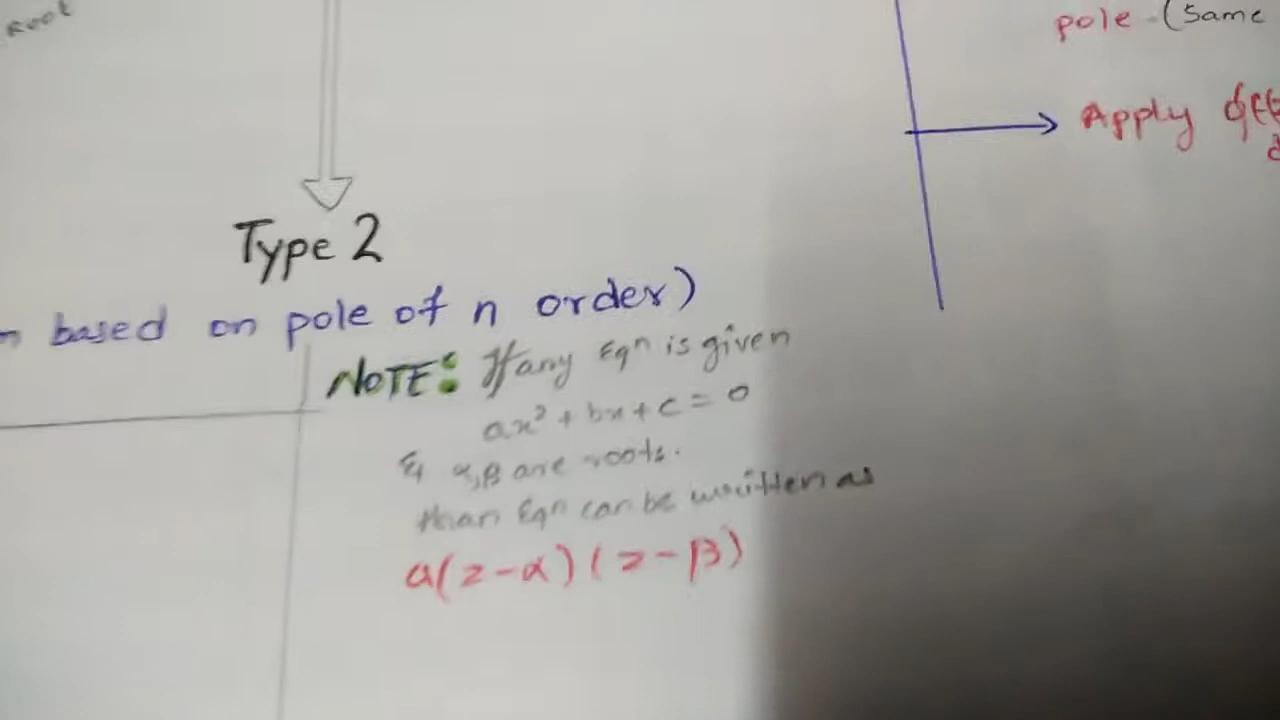 Root
pole (Same
Apply
Type 2
based on pole of n order)
NOTE: If any Eqⁿ is given
ax² + bx + c = 0
& α, β are roots.
than Eqⁿ can be written as
a(z-α)(z-β)